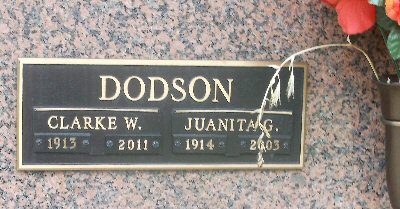 DODSON
CLARKE W. JUANITA G.
1913 2011 1914 2003